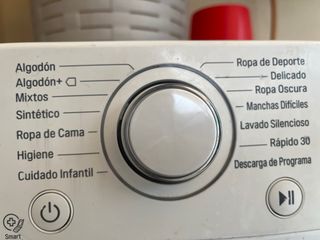 Algodón
Algodón+
Mixtos
Sintético
Ropa de Cama
Higiene
Cuidado Infantil
Ropa de Deporte
Delicado
Ropa Oscura
Manchas Difíciles
Lavado Silencioso
Rápido 30
Descarga de Programa
Smart